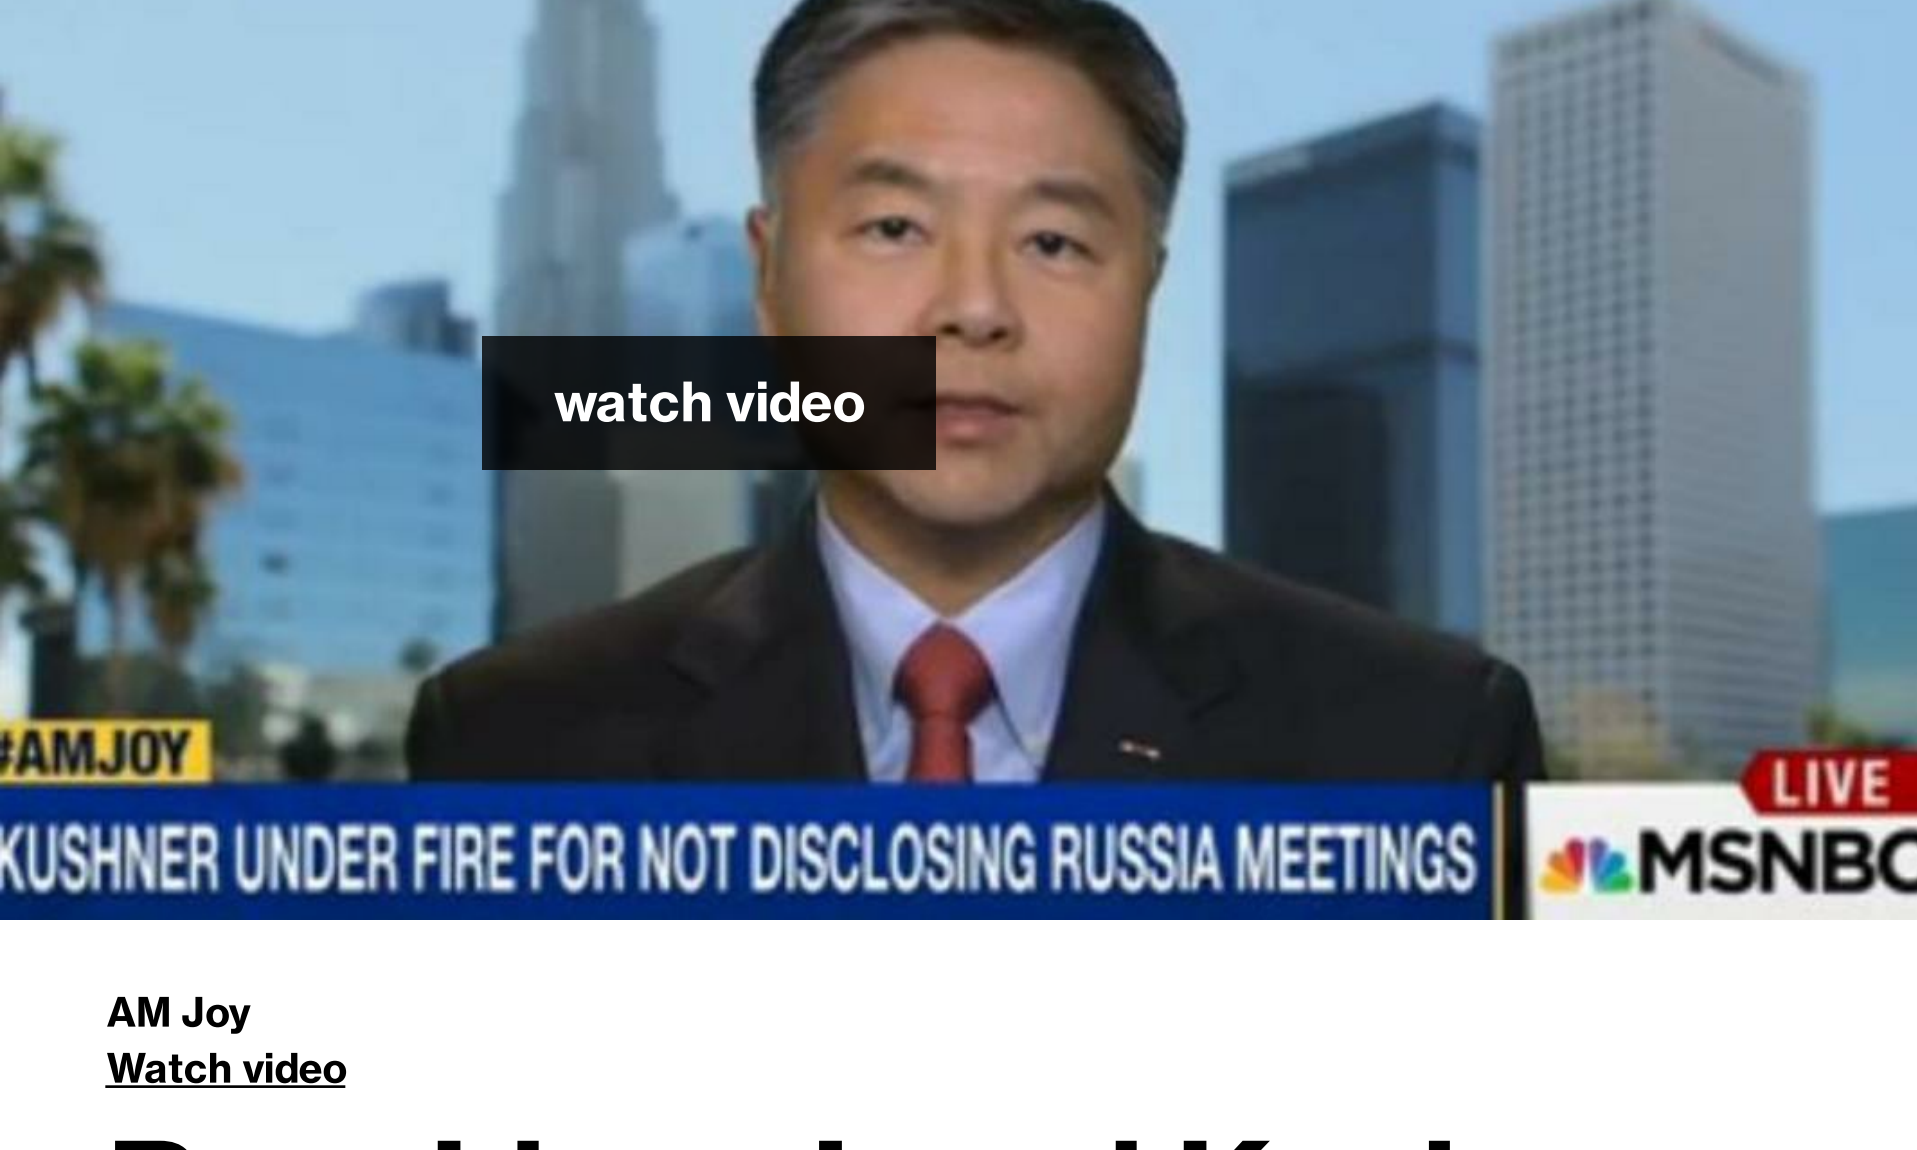 watch video
#AMJOY
LIVE
KUSHNER UNDER FIRE FOR NOT DISCLOSING RUSSIA MEETINGS
MSNBC
AM Joy
Watch video